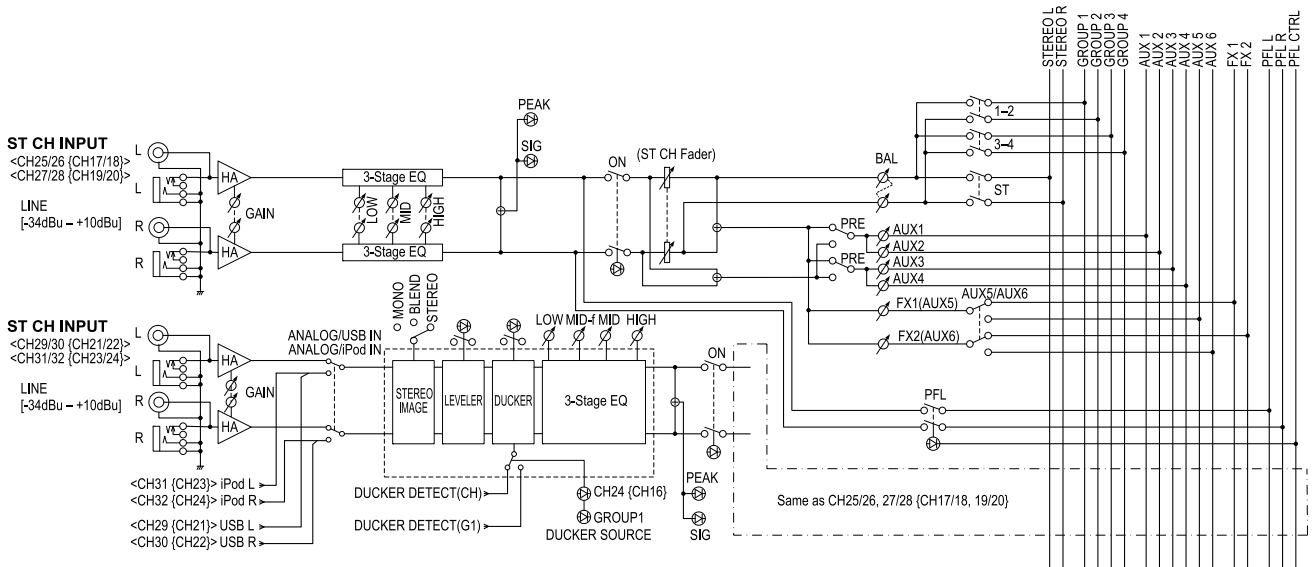 STEREO L
STEREO R
GROUP 1
GROUP 2
GROUP 3
GROUP 4
AUX 1
AUX 2
AUX 3
AUX 4
AUX 5
AUX 6
FX 1
FX 2
PFL L
PFL R
PFL CTRL
ST CH INPUT
<CH25/26 {CH17/18}>
<CH27/28 {CH19/20}>
LINE
[-34dBu – +10dBu]
L
L
R
R
HA
HA
GAIN
3-Stage EQ
LOW
MID
HIGH
3-Stage EQ
PEAK
SIG
ON
(ST CH Fader)
BAL
1–2
3–4
ST
PRE
AUX1
AUX2
PRE
AUX3
AUX4
FX1(AUX5)
AUX5/AUX6
FX2(AUX6)
PFL
ST CH INPUT
<CH29/30 {CH21/22}>
<CH31/32 {CH23/24}>
LINE
[-34dBu – +10dBu]
L
L
R
R
HA
HA
GAIN
ANALOG/USB IN
ANALOG/iPod IN
MONO
BLEND
STEREO
LOW MID-f MID HIGH
STEREO
IMAGE
LEVELER
DUCKER
3-Stage EQ
ON
<CH31 {CH23}> iPod L
<CH32 {CH24}> iPod R
<CH29 {CH21}> USB L
<CH30 {CH22}> USB R
DUCKER DETECT(CH)
DUCKER DETECT(G1)
CH24 {CH16}
GROUP1
DUCKER SOURCE
PEAK
SIG
Same as CH25/26, 27/28 {CH17/18, 19/20}